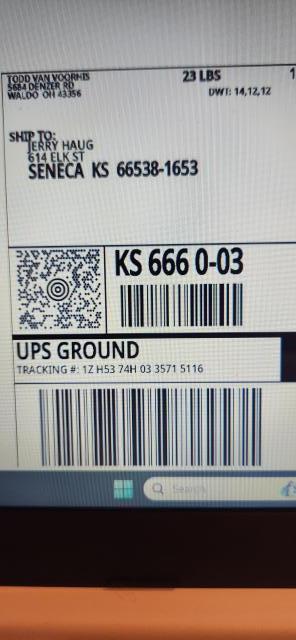 TODD VAN VOORHIS
5684 DENZER RD
WALDO OH 43356
23 LBS
1
DWT: 14,12,12
SHIP TO:
JERRY HAUG
614 ELK ST
SENECA KS 66538-1653
KS 666 0-03
UPS GROUND
TRACKING #: 1Z H53 74H 03 3571 5116
Search